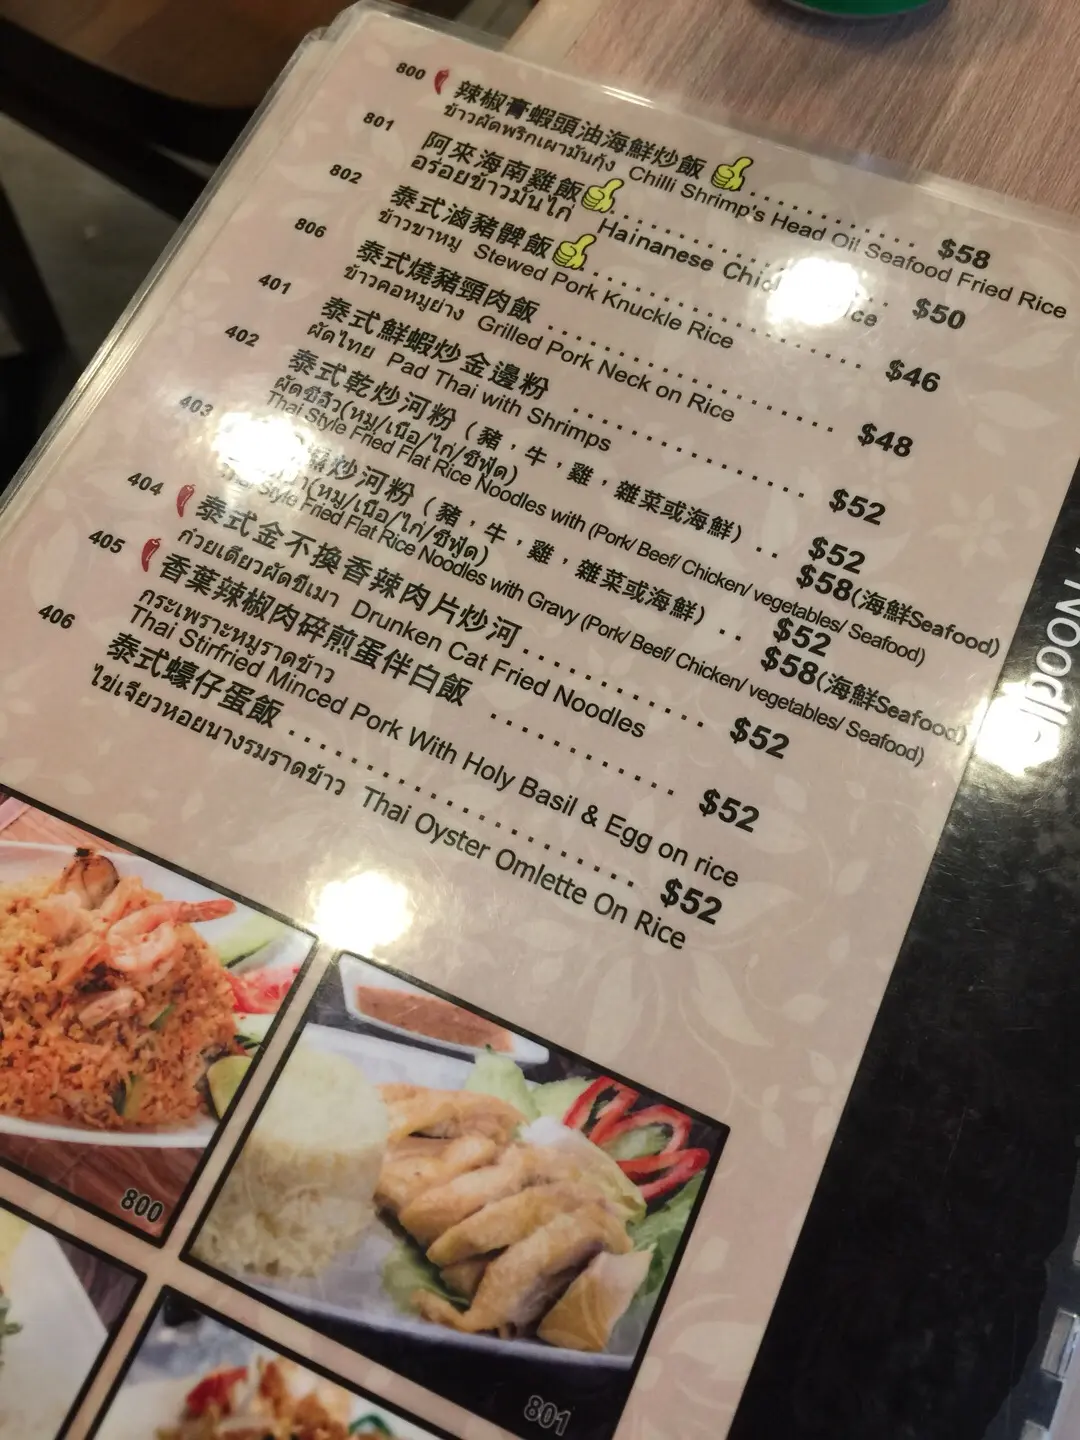 800 辣椒膏蝦頭油海鮮炒飯 $58
ข้าวผัดพริกเผามันกุ้ง Chilli Shrimp's Head Oil Seafood Fried Rice
801 阿來海南雞飯 $50
อร่อยข้าวมันไก่ Hainanese
802 泰式滷豬髀飯 $46
ข้าวขาหมู Stewed Pork Knuckle Rice
806 泰式燒豬頸肉飯 $48
ข้าวคอหมูย่าง Grilled Pork Neck on Rice
401 泰式鮮蝦炒金邊粉 $52
ผัดไทย Pad Thai with Shrimps
402 泰式乾炒河粉 (豬,牛,雞,雜菜或海鮮) $52
ผัดซีอิ้ว(หมู/เนื้อ/ไก่/ซีฟู้ด) $58(海鮮Seafood)
Thai Style Fried Flat Rice Noodles with (Pork/ Beef/ Chicken/ vegetables/ Seafood)
403 炒河粉 (豬,牛,雞,雜菜或海鮮) $52
(หมู/เนื้อ/ไก่/ซีฟู้ด) $58(海鮮Seafood)
Thai Style Fried Flat Rice Noodles with Gravy (Pork/ Beef/ Chicken/ vegetables/ Seafood)
404 泰式金不換香辣肉片炒河 $52
ก๋วยเตี๋ยวผัดขี้เมา Drunken Cat Fried Noodles
405 香葉辣椒肉碎煎蛋伴白飯 $52
กระเพราะหมูราดข้าว
Thai Stirfried Minced Pork With Holy Basil & Egg on rice
406 泰式蠔仔蛋飯 $52
ไข่เจียวหอยนางรมราดข้าว Thai Oyster Omlette On Rice
800
801